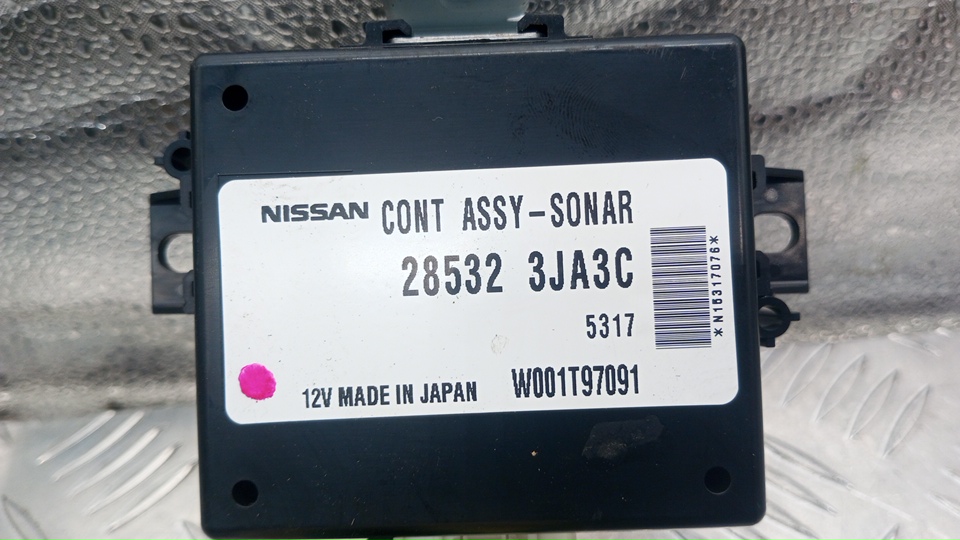 NISSAN CONT ASSY-SONAR
28532 3JA3C
5317
12V MADE IN JAPAN W001T97091
*N15317076*